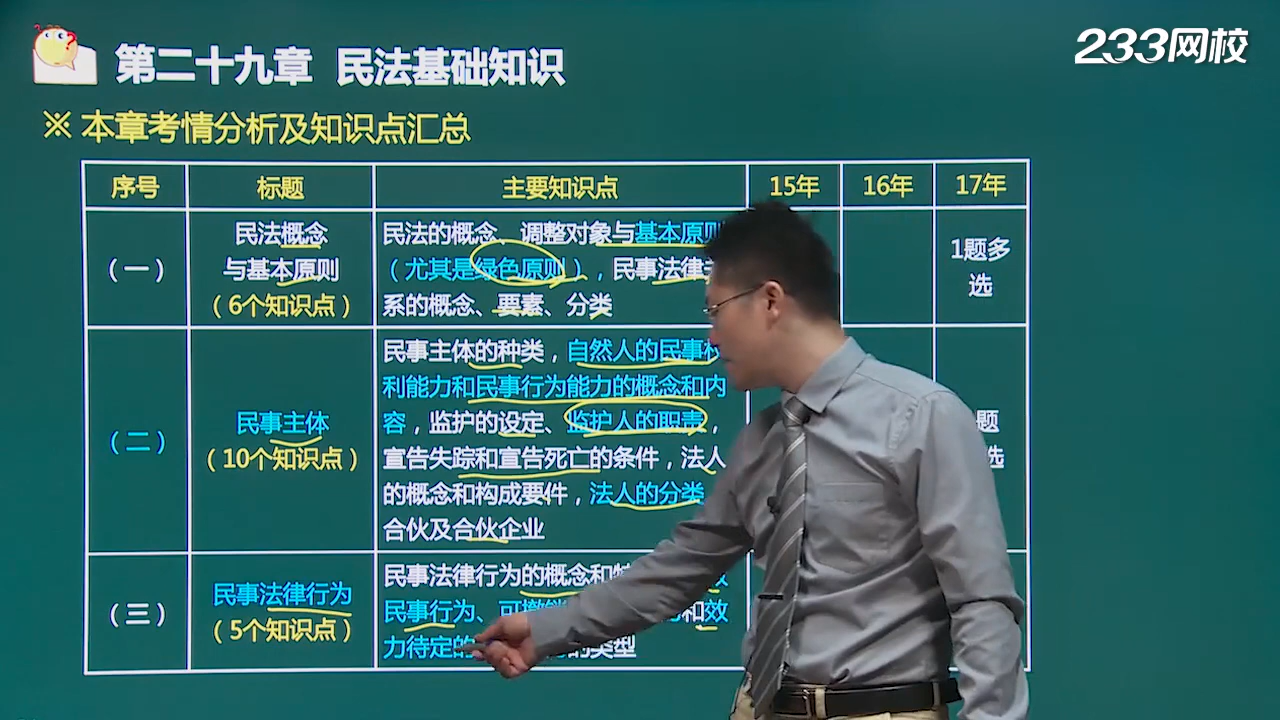 第二十九章 民法基础知识
233网校
※ 本章考情分析及知识点汇总
序号 标题 主要知识点 15年 16年 17年
（一）
民法概念
与基本原则
（6个知识点）
民法的概念、调整对象与基本原则
（尤其是绿色原则），民事法律
系的概念、要素、分类
1题多
选
（二）
民事主体
（10个知识点）
民事主体的种类，自然人的民事权
利能力和民事行为能力的概念和内
容，监护的设定、监护人的职责，
宣告失踪和宣告死亡的条件，法人
的概念和构成要件，法人的分类
合伙及合伙企业
题
选
（三）
民事法律行为
（5个知识点）
民事法律行为的概念和
民事行为、可撤销 和效
力待定的 的类型